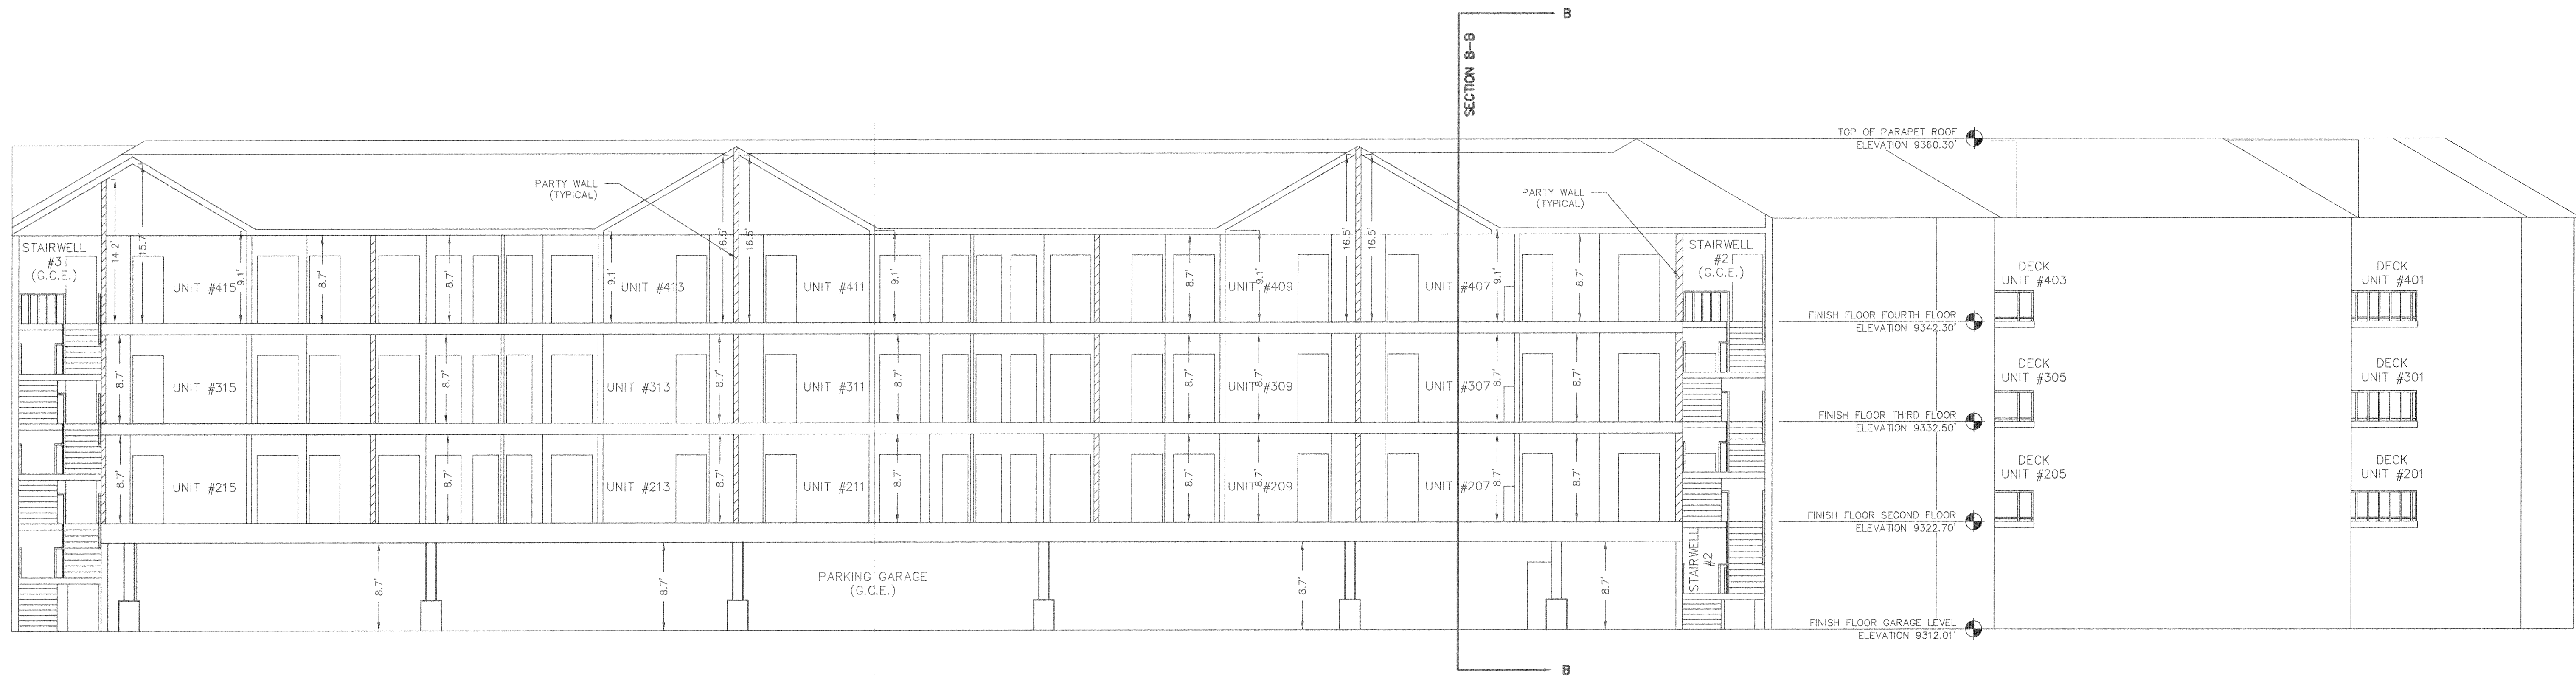 B
SECTION B-B
TOP OF PARAPET ROOF
ELEVATION 9360.30'
PARTY WALL
(TYPICAL)
PARTY WALL
(TYPICAL)
STAIRWELL
#3
(G.C.E.)
14.2'
15.7'
UNIT #415
9.1'
8.7'
8.7'
9.1'
UNIT #413
16.5'
16.5'
UNIT #411
9.1'
8.7'
UNIT #409
9.1'
16.5'
16.5'
UNIT #407
9.1'
8.7'
STAIRWELL
#2
(G.C.E.)
DECK
UNIT #403
DECK
UNIT #401
FINISH FLOOR FOURTH FLOOR
ELEVATION 9342.30'
8.7'
UNIT #315
8.7'
UNIT #313
8.7'
UNIT #311
8.7'
8.7'
UNIT #309
8.7'
UNIT #307
8.7'
8.7'
DECK
UNIT #305
DECK
UNIT #301
FINISH FLOOR THIRD FLOOR
ELEVATION 9332.50'
8.7'
UNIT #215
8.7'
UNIT #213
8.7'
UNIT #211
8.7'
8.7'
UNIT #209
8.7'
UNIT #207
8.7'
8.7'
DECK
UNIT #205
DECK
UNIT #201
FINISH FLOOR SECOND FLOOR
ELEVATION 9322.70'
8.7'
8.7'
PARKING GARAGE
(G.C.E.)
8.7'
8.7'
STAIRWELL
#2
FINISH FLOOR GARAGE LEVEL
ELEVATION 9312.01'
B